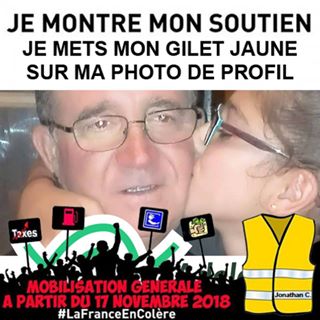 JE MONTRE MON SOUTIEN
JE METS MON GILET JAUNE
SUR MA PHOTO DE PROFIL
Taxes
MOBILISATION GENERALE
A PARTIR DU 17 NOVEMBRE 2018
#LaFranceEnColère
Jonathan C.